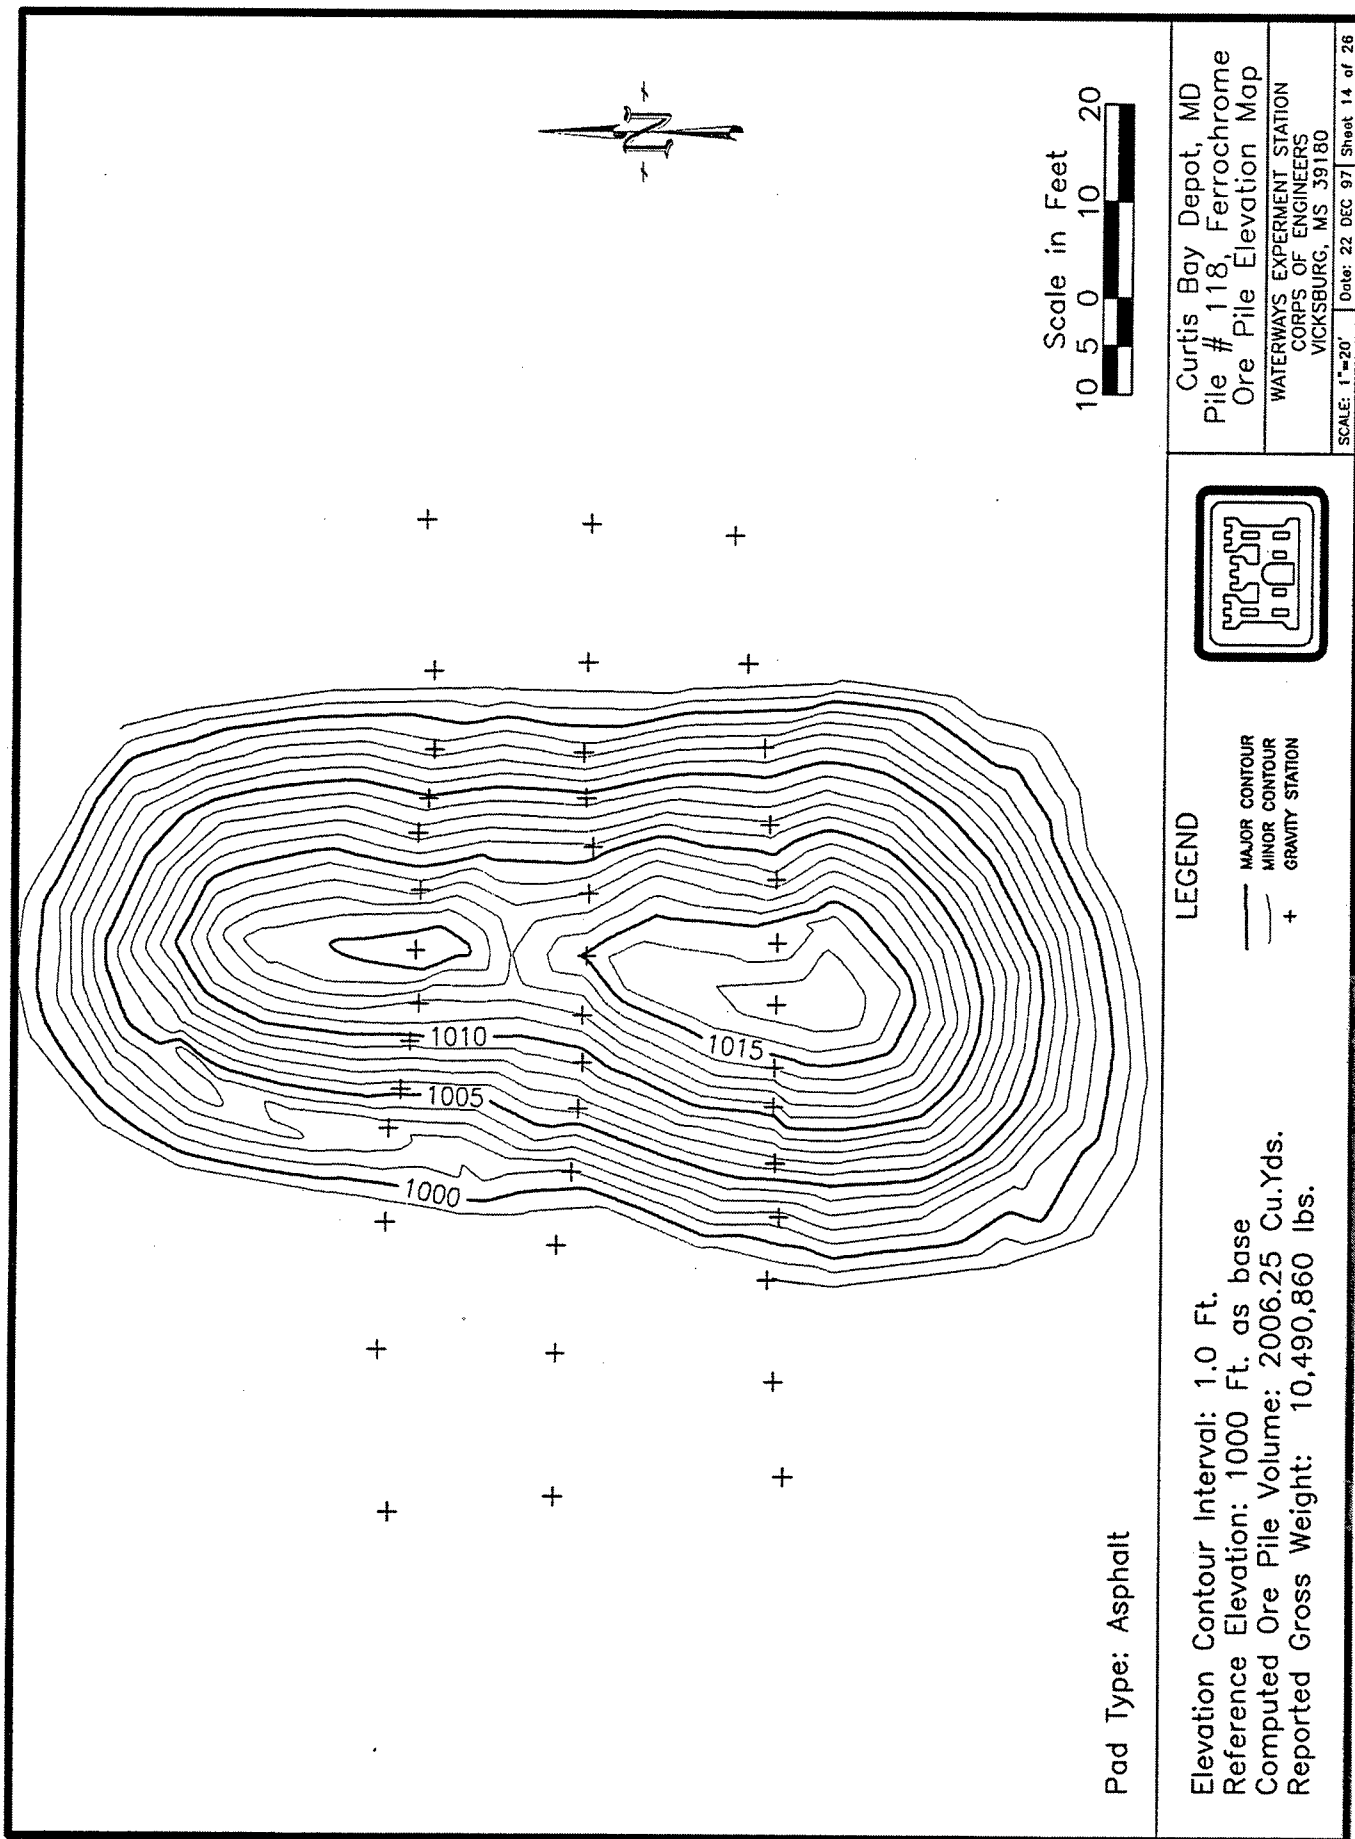 N
1010
1005
1000
1015
Scale in Feet
10 5 0 10 20
Pad Type: Asphalt
Elevation Contour Interval: 1.0 Ft.
Reference Elevation: 1000 Ft. as base
Computed Ore Pile Volume: 2006.25 Cu.Yds.
Reported Gross Weight: 10,490,860 lbs.
LEGEND
MAJOR CONTOUR
MINOR CONTOUR
+ GRAVITY STATION
Curtis Bay Depot, MD
Pile # 118, Ferrochrome
Ore Pile Elevation Map
WATERWAYS EXPERMENT STATION
CORPS OF ENGINEERS
VICKSBURG, MS 39180
SCALE: 1"=20' Date: 22 DEC 97 Sheet 14 of 26